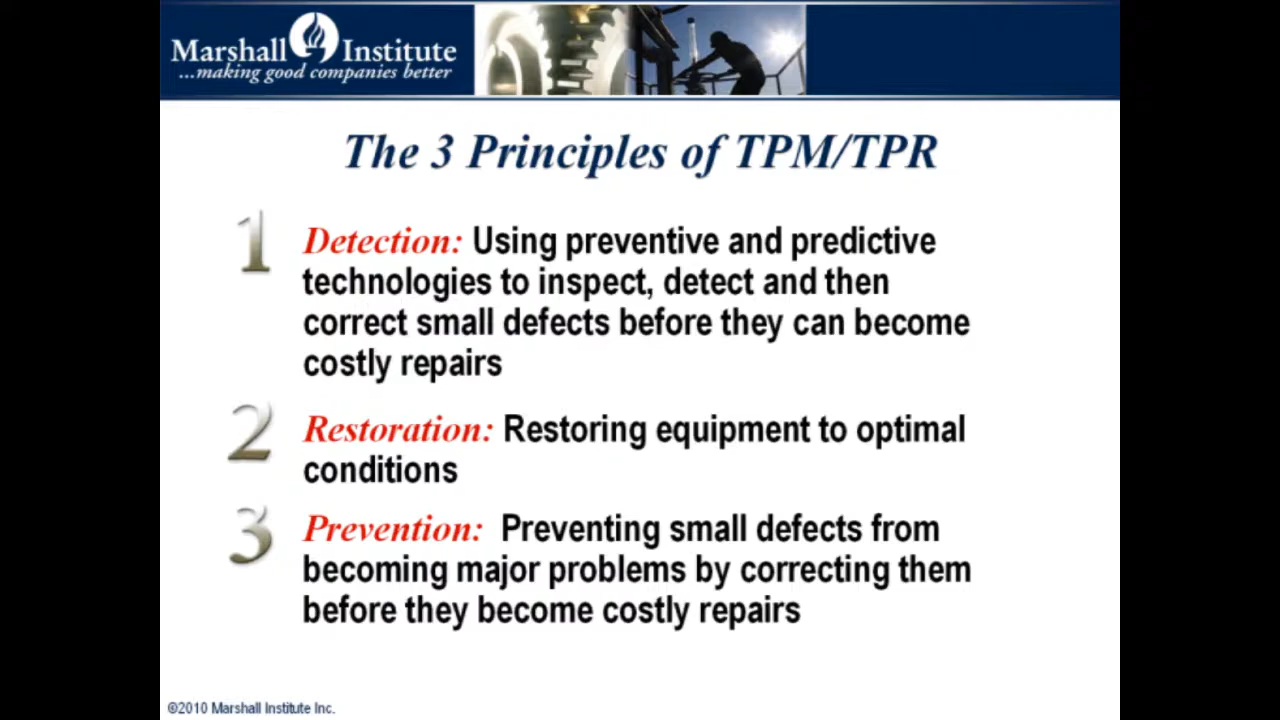 Marshall Institute
...making good companies better
The 3 Principles of TPM/TPR
1 Detection: Using preventive and predictive
technologies to inspect, detect and then
correct small defects before they can become
costly repairs
2 Restoration: Restoring equipment to optimal
conditions
3 Prevention: Preventing small defects from
becoming major problems by correcting them
before they become costly repairs
©2010 Marshall Institute Inc.